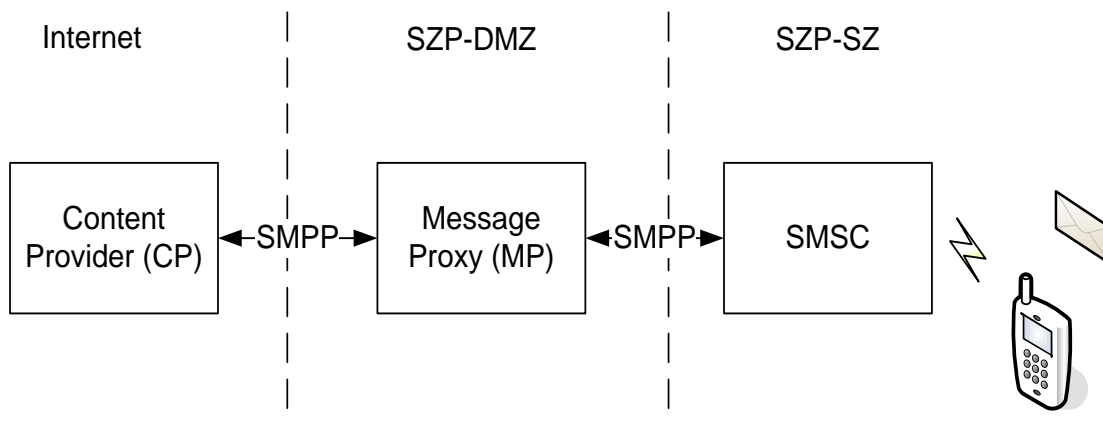 Internet
SZP-DMZ
SZP-SZ
Content
Provider (CP)
SMPP
Message
Proxy (MP)
SMPP
SMSC